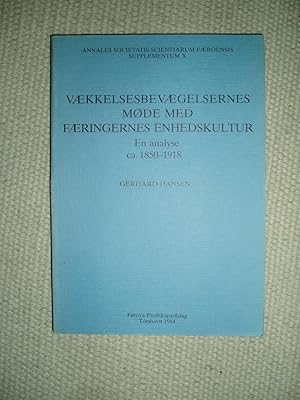 ANNALES SOCIETATIS SCIENTIARUM FÆROENSIS
SUPPLEMENTUM X
VÆKKELSESBEVÆGELSERNES
MØDE MED
FÆRINGERNES ENHEDSKULTUR
En analyse
ca. 1850–1918
GERHARD HANSEN
Føroya Fróðskaparfelag
Tórshavn 1984